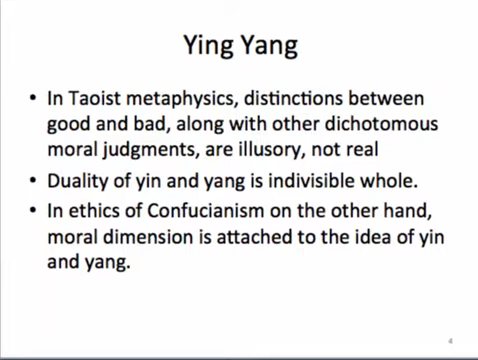 Ying Yang
• In Taoist metaphysics, distinctions between
good and bad, along with other dichotomous
moral judgments, are illusory, not real
• Duality of yin and yang is indivisible whole.
• In ethics of Confucianism on the other hand,
moral dimension is attached to the idea of yin
and yang.
4